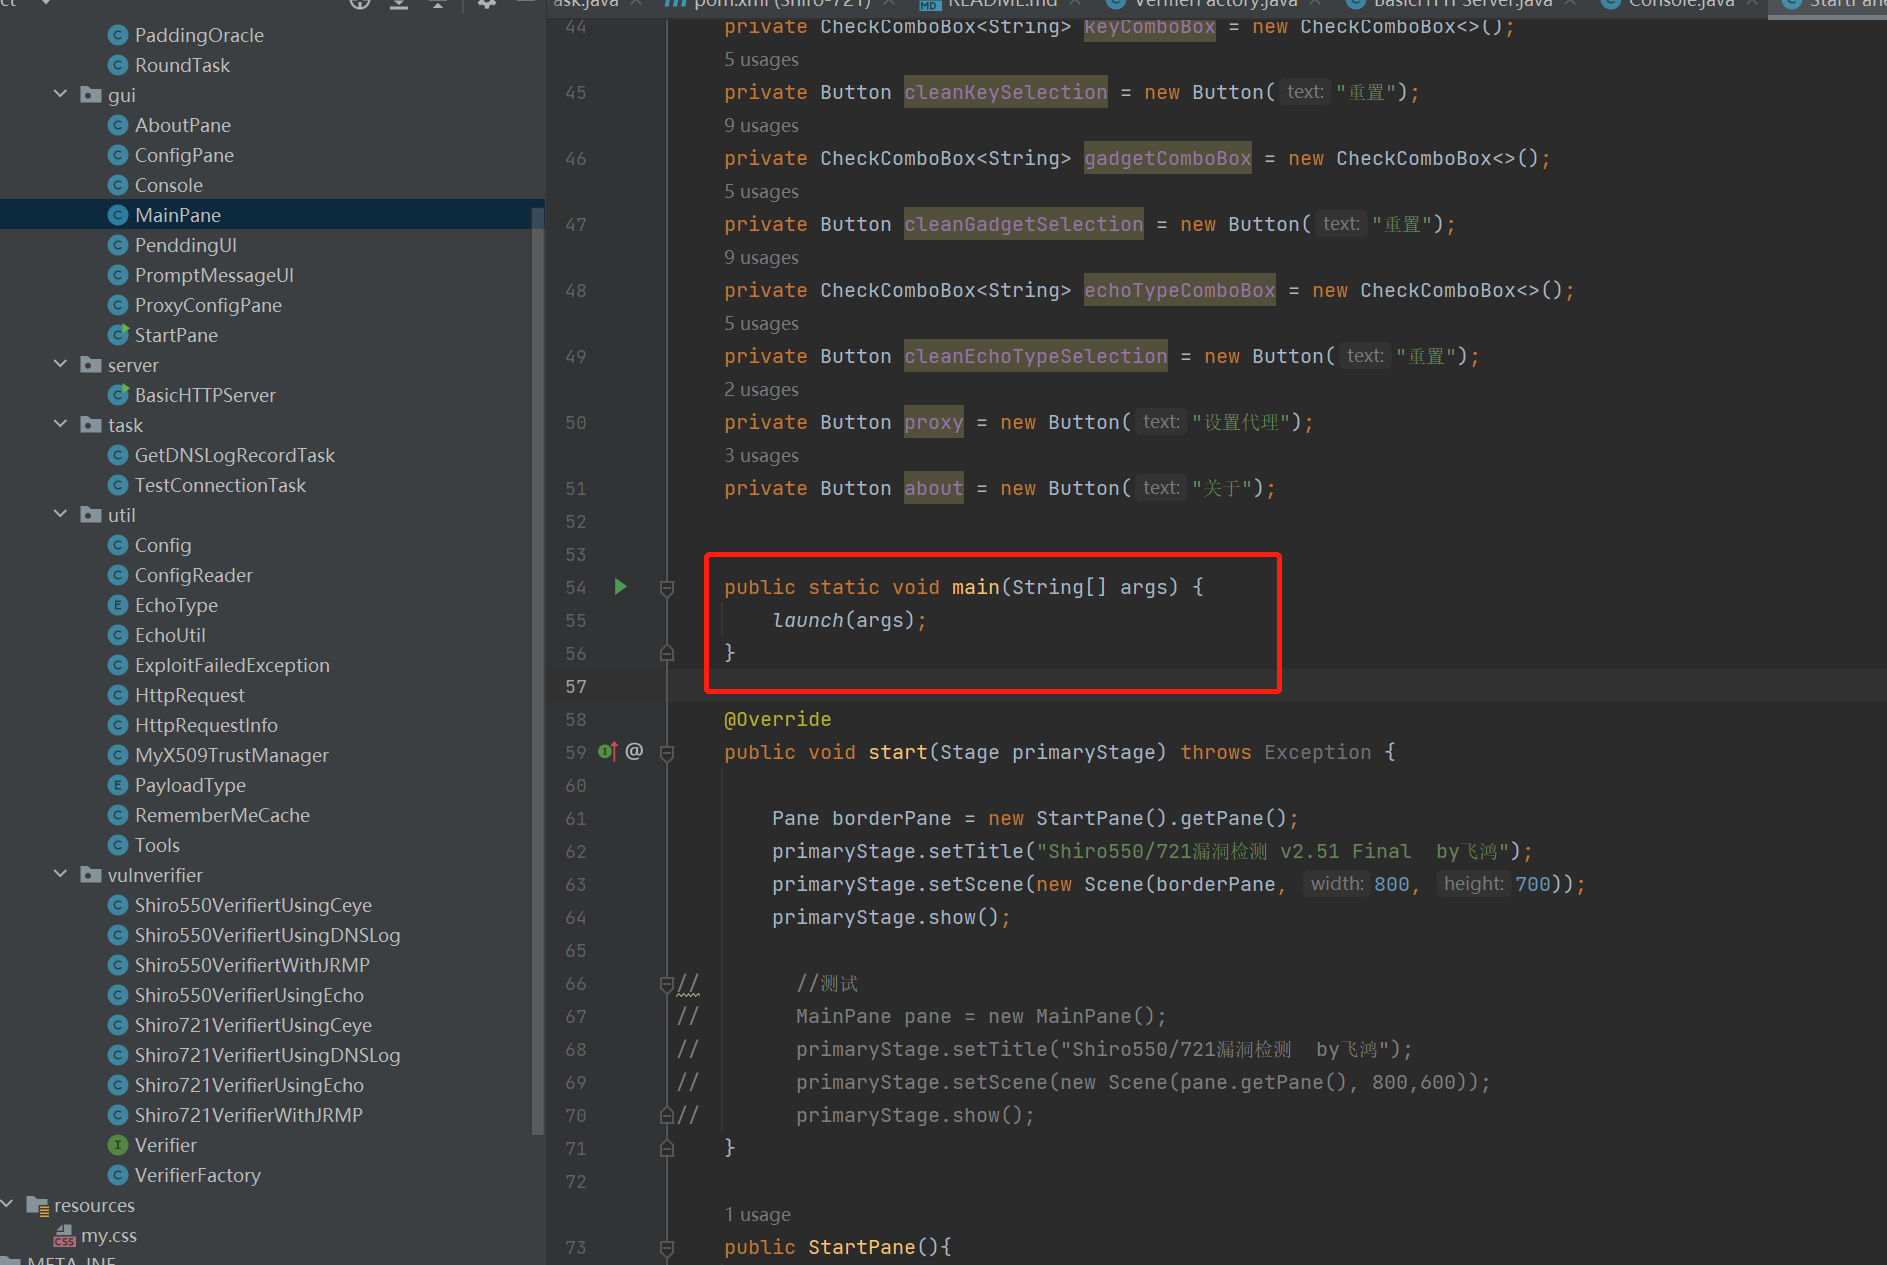 ask.java
pom.xml (Shiro-721)
README.md
VerifierFactory.java
BasicHTTPServer.java
Console.java
StartPane
PaddingOracle
RoundTask
gui
AboutPane
ConfigPane
Console
MainPane
PenddingUI
PromptMessageUI
ProxyConfigPane
StartPane
server
BasicHTTPServer
task
GetDNSLogRecordTask
TestConnectionTask
util
Config
ConfigReader
EchoType
EchoUtil
ExploitFailedException
HttpRequest
HttpRequestInfo
MyX509TrustManager
PayloadType
RememberMeCache
Tools
vulnverifier
Shiro550VerifiertUsingCeye
Shiro550VerifiertUsingDNSLog
Shiro550VerifiertWithJRMP
Shiro550VerifierUsingEcho
Shiro721VerifiertUsingCeye
Shiro721VerifiertUsingDNSLog
Shiro721VerifierUsingEcho
Shiro721VerifierWithJRMP
Verifier
VerifierFactory
resources
my.css
META-INF
44 private CheckComboBox<String> keyComboBox = new CheckComboBox<>();
5 usages
45 private Button cleanKeySelection = new Button( text: "重置");
9 usages
46 private CheckComboBox<String> gadgetComboBox = new CheckComboBox<>();
5 usages
47 private Button cleanGadgetSelection = new Button( text: "重置");
9 usages
48 private CheckComboBox<String> echoTypeComboBox = new CheckComboBox<>();
5 usages
49 private Button cleanEchoTypeSelection = new Button( text: "重置");
2 usages
50 private Button proxy = new Button( text: "设置代理");
3 usages
51 private Button about = new Button( text: "关于");
52
53
54 public static void main(String[] args) {
55 launch(args);
56 }
57
58 @Override
59 @ public void start(Stage primaryStage) throws Exception {
60
61 Pane borderPane = new StartPane().getPane();
62 primaryStage.setTitle("Shiro550/721漏洞检测 v2.51 Final  by飞鸿");
63 primaryStage.setScene(new Scene(borderPane, width: 800, height: 700));
64 primaryStage.show();
65
66 // //测试
67 // MainPane pane = new MainPane();
68 // primaryStage.setTitle("Shiro550/721漏洞检测  by飞鸿");
69 // primaryStage.setScene(new Scene(pane.getPane(), 800,600));
70 // primaryStage.show();
71 }
72
1 usage
73 public StartPane(){